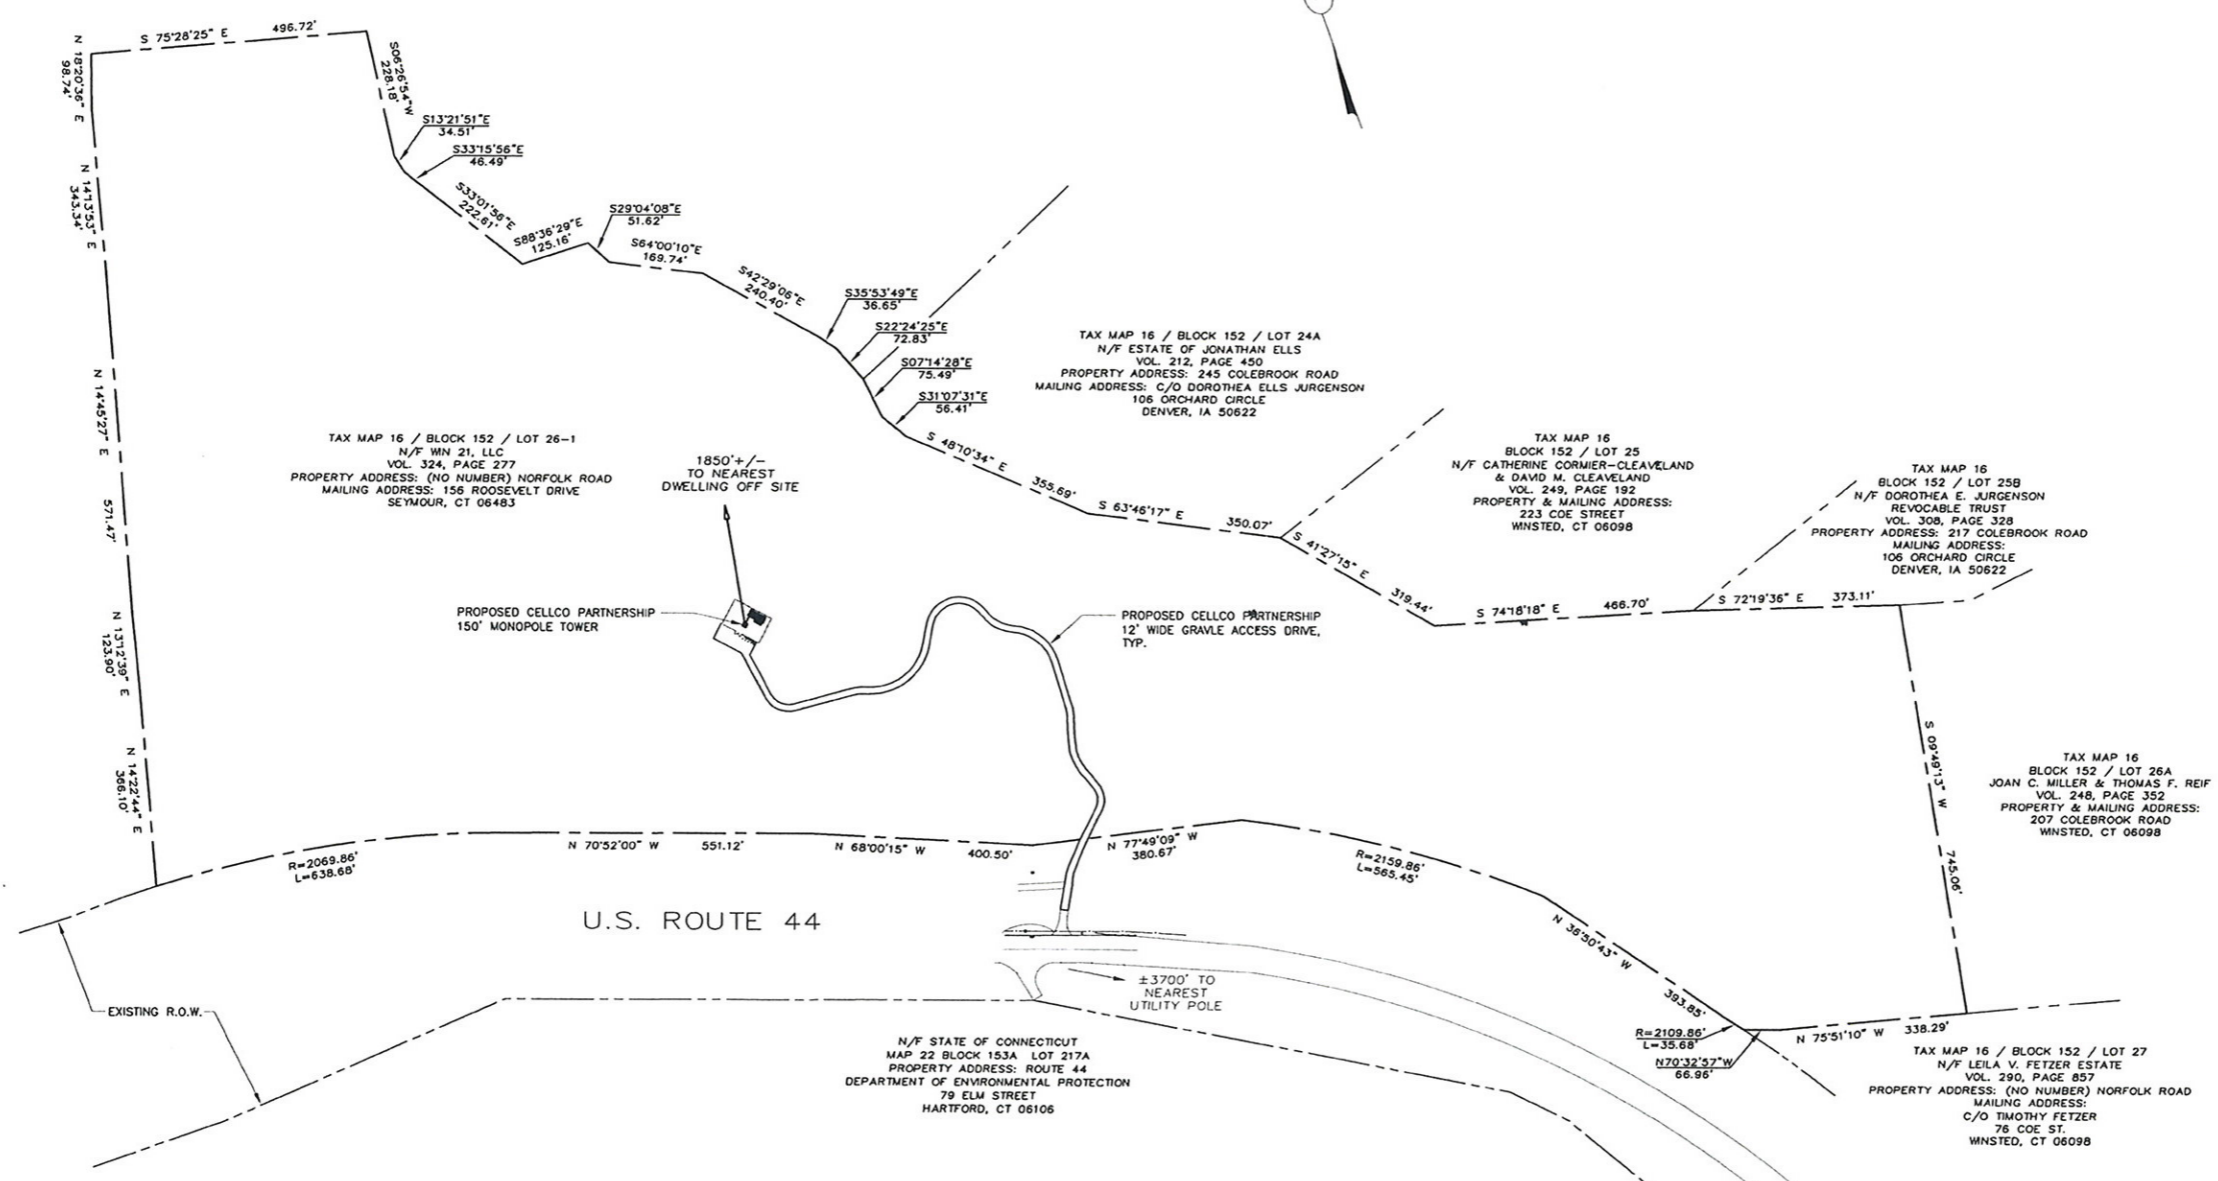 S 75°28'25" E 496.72'
N 18°20'36" E
98.74'
S06°26'54"W
228.18'
S13°21'51"E
34.51'
S33°15'56"E
46.49'
N 14°13'53" E
343.34'
S33°01'56"E
222.61'
S88°36'29"E
125.16'
S29°04'08"E
51.62'
S64°00'10"E
169.74'
S42°29'06"E
240.40'
S35°53'49"E
36.65'
S22°24'25"E
72.83'
S07°14'28"E
75.49'
S31°07'31"E
56.41'
TAX MAP 16 / BLOCK 152 / LOT 24A
N/F ESTATE OF JONATHAN ELLS
VOL. 212, PAGE 450
PROPERTY ADDRESS: 245 COLEBROOK ROAD
MAILING ADDRESS: C/O DOROTHEA ELLS JURGENSON
106 ORCHARD CIRCLE
DENVER, IA 50622
N 14°45'27" E 571.47'
TAX MAP 16 / BLOCK 152 / LOT 26-1
N/F WIN 21, LLC
VOL. 324, PAGE 277
PROPERTY ADDRESS: (NO NUMBER) NORFOLK ROAD
MAILING ADDRESS: 156 ROOSEVELT DRIVE
SEYMOUR, CT 06483
1850'+/-
TO NEAREST
DWELLING OFF SITE
S 48°10'34" E 355.69'
S 63°46'17" E 350.07'
TAX MAP 16
BLOCK 152 / LOT 25
N/F CATHERINE CORMIER-CLEAVELAND
& DAVID M. CLEAVELAND
VOL. 249, PAGE 192
PROPERTY & MAILING ADDRESS:
223 COE STREET
WINSTED, CT 06098
TAX MAP 16
BLOCK 152 / LOT 25B
N/F DOROTHEA E. JURGENSON
REVOCABLE TRUST
VOL. 308, PAGE 328
PROPERTY ADDRESS: 217 COLEBROOK ROAD
MAILING ADDRESS:
106 ORCHARD CIRCLE
DENVER, IA 50622
S 41°27'15" E 319.44'
S 74°18'18" E 466.70'
S 72°19'36" E 373.11'
PROPOSED CELLCO PARTNERSHIP
150' MONOPOLE TOWER
PROPOSED CELLCO PARTNERSHIP
12' WIDE GRAVLE ACCESS DRIVE,
TYP.
N 13°12'39" E
123.90'
N 14°22'44" E
366.10'
S 09°49'13" W 745.06'
TAX MAP 16
BLOCK 152 / LOT 26A
JOAN C. MILLER & THOMAS F. REIF
VOL. 248, PAGE 352
PROPERTY & MAILING ADDRESS:
207 COLEBROOK ROAD
WINSTED, CT 06098
R=2069.86'
L=638.68'
N 70°52'00" W 551.12'
N 68°00'15" W 400.50'
N 77°49'09" W
380.67'
R=2159.86'
L=565.45'
U.S. ROUTE 44
N 36°50'43" W 393.85'
±3700' TO
NEAREST
UTILITY POLE
EXISTING R.O.W.
R=2109.86'
L=35.68'
N70°32'57"W
66.96'
N 75°51'10" W 338.29'
N/F STATE OF CONNECTICUT
MAP 22 BLOCK 153A LOT 217A
PROPERTY ADDRESS: ROUTE 44
DEPARTMENT OF ENVIRONMENTAL PROTECTION
79 ELM STREET
HARTFORD, CT 06106
TAX MAP 16 / BLOCK 152 / LOT 27
N/F LEILA V. FETZER ESTATE
VOL. 290, PAGE 857
PROPERTY ADDRESS: (NO NUMBER) NORFOLK ROAD
MAILING ADDRESS:
C/O TIMOTHY FETZER
76 COE ST.
WINSTED, CT 06098